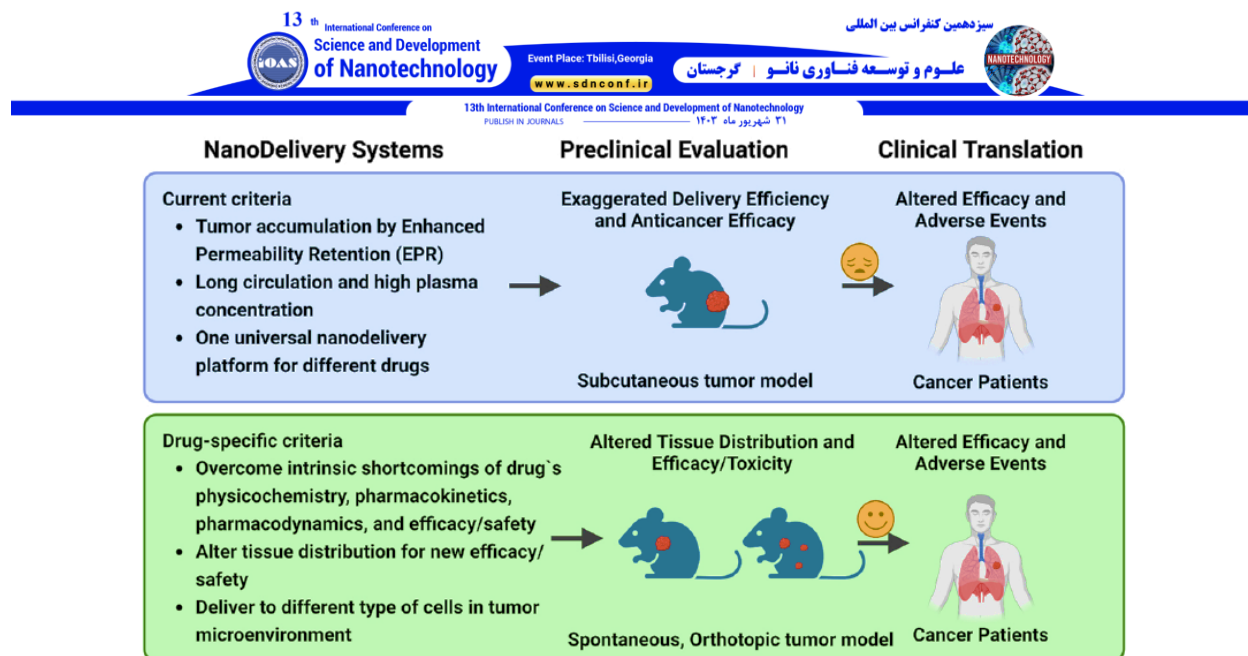 13 th
International Conference on
Science and Development
of Nanotechnology
iOAS
Event Place: Tbilisi,Georgia
www.sdnconf.ir
سیزدهمین کنفرانس بین المللی
علــوم و توســعه فنــاوری نانــو | گرجستان
NANOTECHNOLOGY
13th International Conference on Science and Development of Nanotechnology
PUBLISH IN JOURNALS
۳۱ شهریور ماه ۱۴۰۳
NanoDelivery Systems
Preclinical Evaluation
Clinical Translation
Current criteria
• Tumor accumulation by Enhanced
Permeability Retention (EPR)
• Long circulation and high plasma
concentration
• One universal nanodelivery
platform for different drugs
Exaggerated Delivery Efficiency
and Anticancer Efficacy
Subcutaneous tumor model
Altered Efficacy and
Adverse Events
Cancer Patients
Drug-specific criteria
• Overcome intrinsic shortcomings of drug`s
physicochemistry, pharmacokinetics,
pharmacodynamics, and efficacy/safety
• Alter tissue distribution for new efficacy/
safety
• Deliver to different type of cells in tumor
microenvironment
Altered Tissue Distribution and
Efficacy/Toxicity
Spontaneous, Orthotopic tumor model
Altered Efficacy and
Adverse Events
Cancer Patients